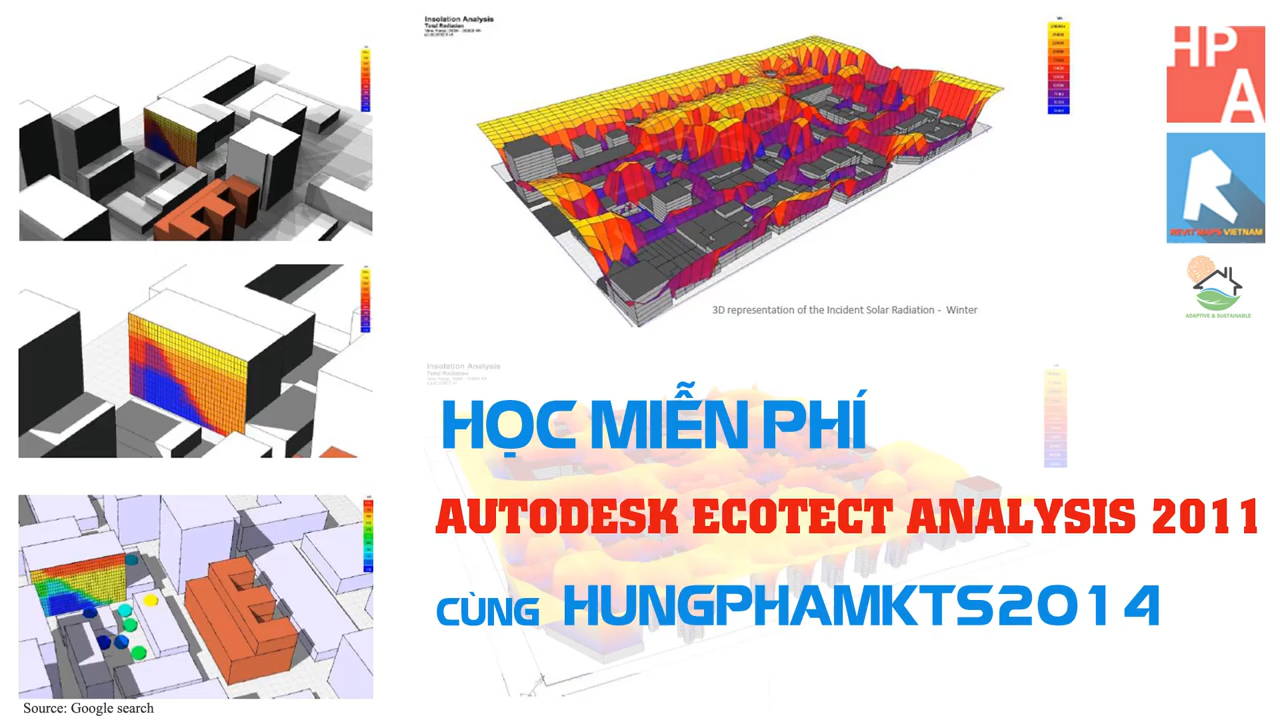 Insolation Analysis
Total Radiation
HP
A
REVIT MAPS VIETNAM
ADAPTIVE & SUSTAINABLE
3D representation of the Incident Solar Radiation - Winter
Insolation Analysis
Total Radiation
HỌC MIỄN PHÍ
AUTODESK ECOTECT ANALYSIS 2011
CÙNG HUNGPHAMKTS2014
Source: Google search